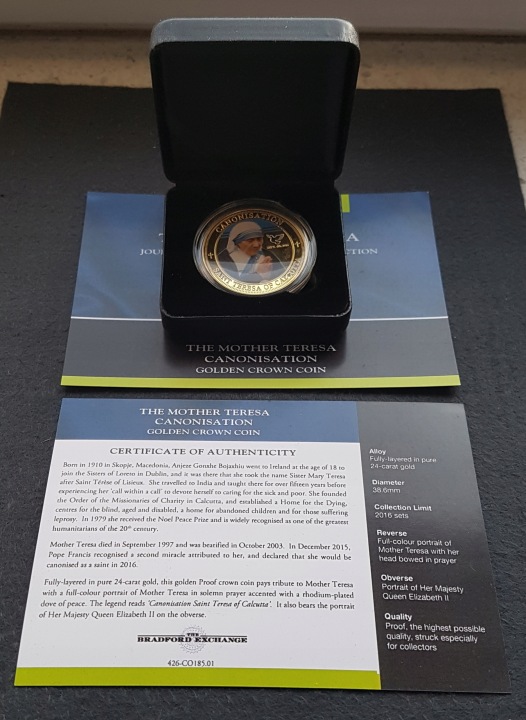 CANONISATION
SAINT TERESA OF CALCUTTA
THE MOTHER TERESA
CANONISATION
GOLDEN CROWN COIN
THE MOTHER TERESA
CANONISATION
GOLDEN CROWN COIN
CERTIFICATE OF AUTHENTICITY
Born in 1910 in Skopje, Macedonia, Anjeze Gonxhe Bojaxhiu went to Ireland at the age of 18 to
join the Sisters of Loreto in Dublin, and it was there that she took the name Sister Mary Teresa
after Saint Térèse of Lisieux. She travelled to India and taught there for over fifteen years before
experiencing her 'call within a call' to devote herself to caring for the sick and poor. She founded
the Order of the Missionaries of Charity in Calcutta, and established a Home for the Dying,
centres for the blind, aged and disabled, a home for abandoned children and for those suffering
leprosy. In 1979 she received the Noel Peace Prize and is widely recognised as one of the greatest
humanitarians of the 20th century.
Mother Teresa died in September 1997 and was beatified in October 2003. In December 2015,
Pope Francis recognised a second miracle attributed to her, and declared that she would be
canonised as a saint in 2016.
Fully-layered in pure 24-carat gold, this golden Proof crown coin pays tribute to Mother Teresa
with a full-colour portrait of Mother Teresa in solemn prayer accented with a rhodium-plated
dove of peace. The legend reads 'Canonisation Saint Teresa of Calcutta'. It also bears the portrait
of Her Majesty Queen Elizabeth II on the obverse.
THE
BRADFORD EXCHANGE
426-CO185.01
Alloy
Fully-layered in pure
24-carat gold
Diameter
38.6mm
Collection Limit
2016 sets
Reverse
Full-colour portrait of
Mother Teresa with her
head bowed in prayer
Obverse
Portrait of Her Majesty
Queen Elizabeth II
Quality
Proof, the highest possible
quality, struck especially
for collectors